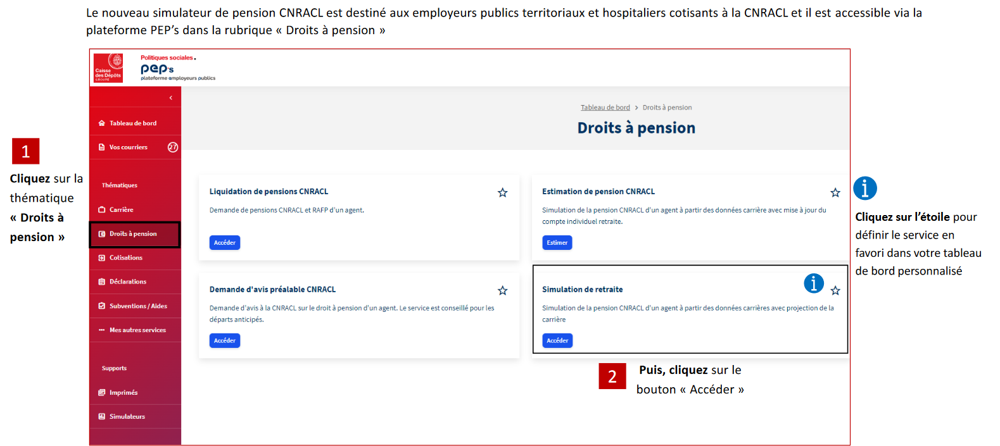 Le nouveau simulateur de pension CNRACL est destiné aux employeurs publics territoriaux et hospitaliers cotisants à la CNRACL et il est accessible via la
plateforme PEP’s dans la rubrique « Droits à pension »
Caisse
des Dépôts
GROUPE
Politiques sociales.
pep's
plateforme employeurs publics
Tableau de bord
Vos courriers 27
Thématiques
Carrière
Droits à pension
Cotisations
Déclarations
Subventions / Aides
Mes autres services
Supports
Imprimés
Simulateurs
1
Cliquez sur la
thématique
« Droits à
pension »
Tableau de bord > Droits à pension
Droits à pension
Liquidation de pensions CNRACL
Demande de pensions CNRACL et RAFP d'un agent.
Accéder
Estimation de pension CNRACL
Simulation de la pension CNRACL d'un agent à partir des données carrière avec mise à jour du
compte individuel retraite.
Estimer
Demande d'avis préalable CNRACL
Demande d'avis à la CNRACL sur le droit à pension d'un agent. Le service est conseillé pour les
départs anticipés.
Accéder
Simulation de retraite
i
Simulation de la pension CNRACL d'un agent à partir des données carrières avec projection de la
carrière
Accéder
i
Cliquez sur l’étoile pour
définir le service en
favori dans votre tableau
de bord personnalisé
2
Puis, cliquez sur le
bouton « Accéder »